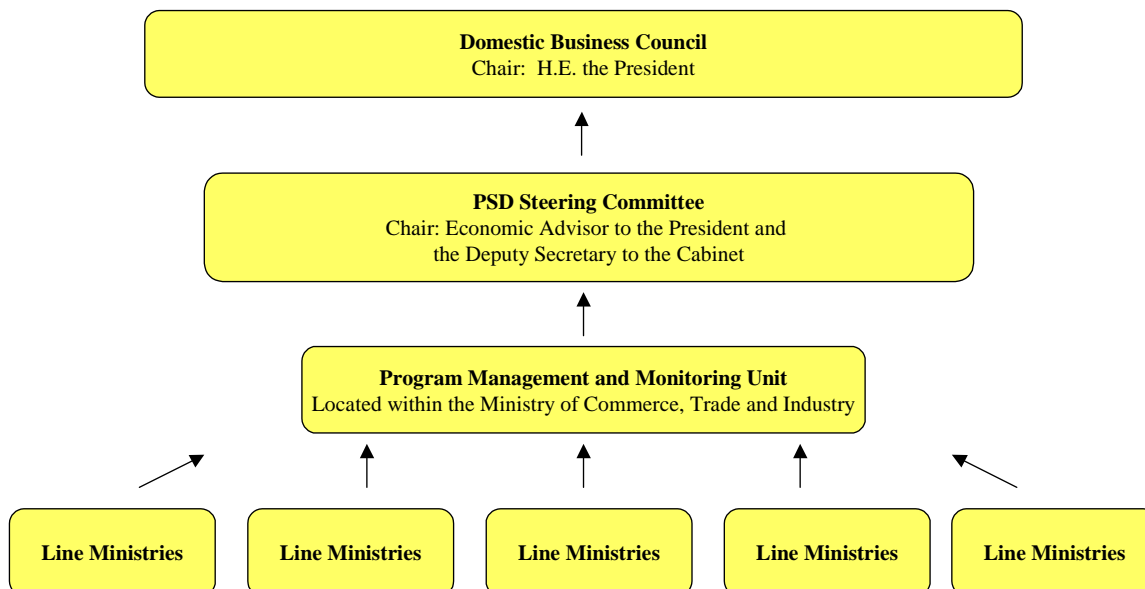 Domestic Business Council
Chair:  H.E. the President
PSD Steering Committee
Chair: Economic Advisor to the President and
the Deputy Secretary to the Cabinet
Program Management and Monitoring Unit
Located within the Ministry of Commerce, Trade and Industry
Line Ministries
Line Ministries
Line Ministries
Line Ministries
Line Ministries